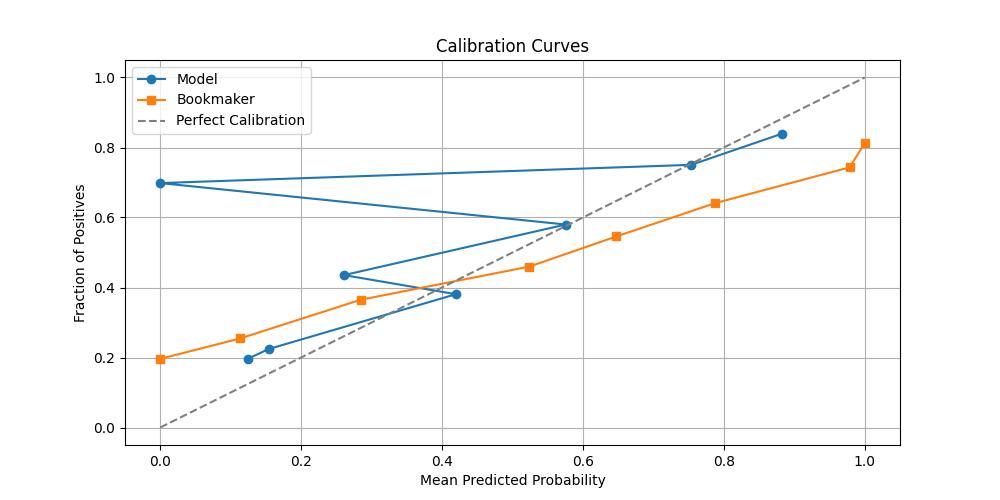 Calibration Curves
Model
Bookmaker
Perfect Calibration
Fraction of Positives
1.0
0.8
0.6
0.4
0.2
0.0
0.0 0.2 0.4 0.6 0.8 1.0
Mean Predicted Probability